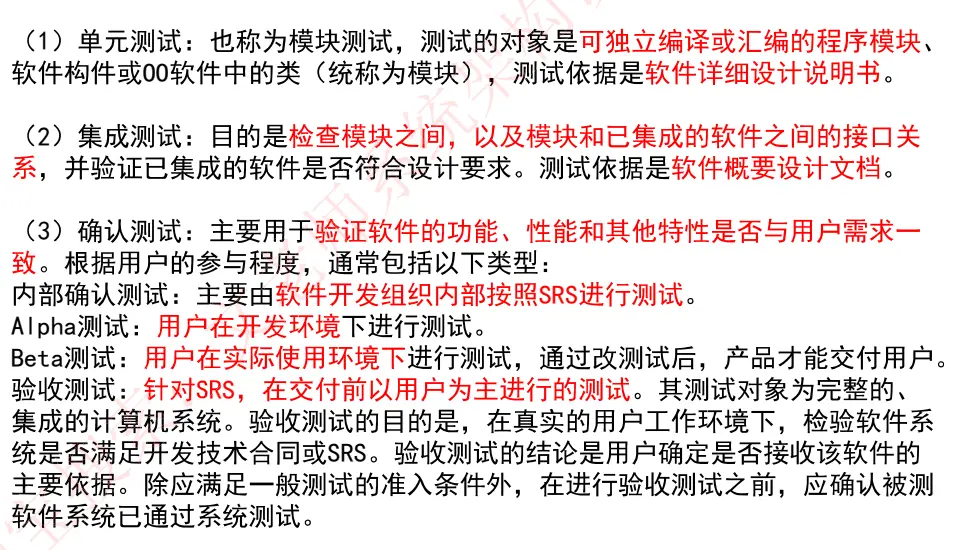 （1）单元测试：也称为模块测试，测试的对象是可独立编译或汇编的程序模块、
软件构件或OO软件中的类（统称为模块），测试依据是软件详细设计说明书。
（2）集成测试：目的是检查模块之间，以及模块和已集成的软件之间的接口关
系，并验证已集成的软件是否符合设计要求。测试依据是软件概要设计文档。
（3）确认测试：主要用于验证软件的功能、性能和其他特性是否与用户需求一
致。根据用户的参与程度，通常包括以下类型：
内部确认测试：主要由软件开发组织内部按照SRS进行测试。
Alpha测试：用户在开发环境下进行测试。
Beta测试：用户在实际使用环境下进行测试，通过改测试后，产品才能交付用户。
验收测试：针对SRS，在交付前以用户为主进行的测试。其测试对象为完整的、
集成的计算机系统。验收测试的目的是，在真实的用户工作环境下，检验软件系
统是否满足开发技术合同或SRS。验收测试的结论是用户确定是否接收该软件的
主要依据。除应满足一般测试的准入条件外，在进行验收测试之前，应确认被测
软件系统已通过系统测试。